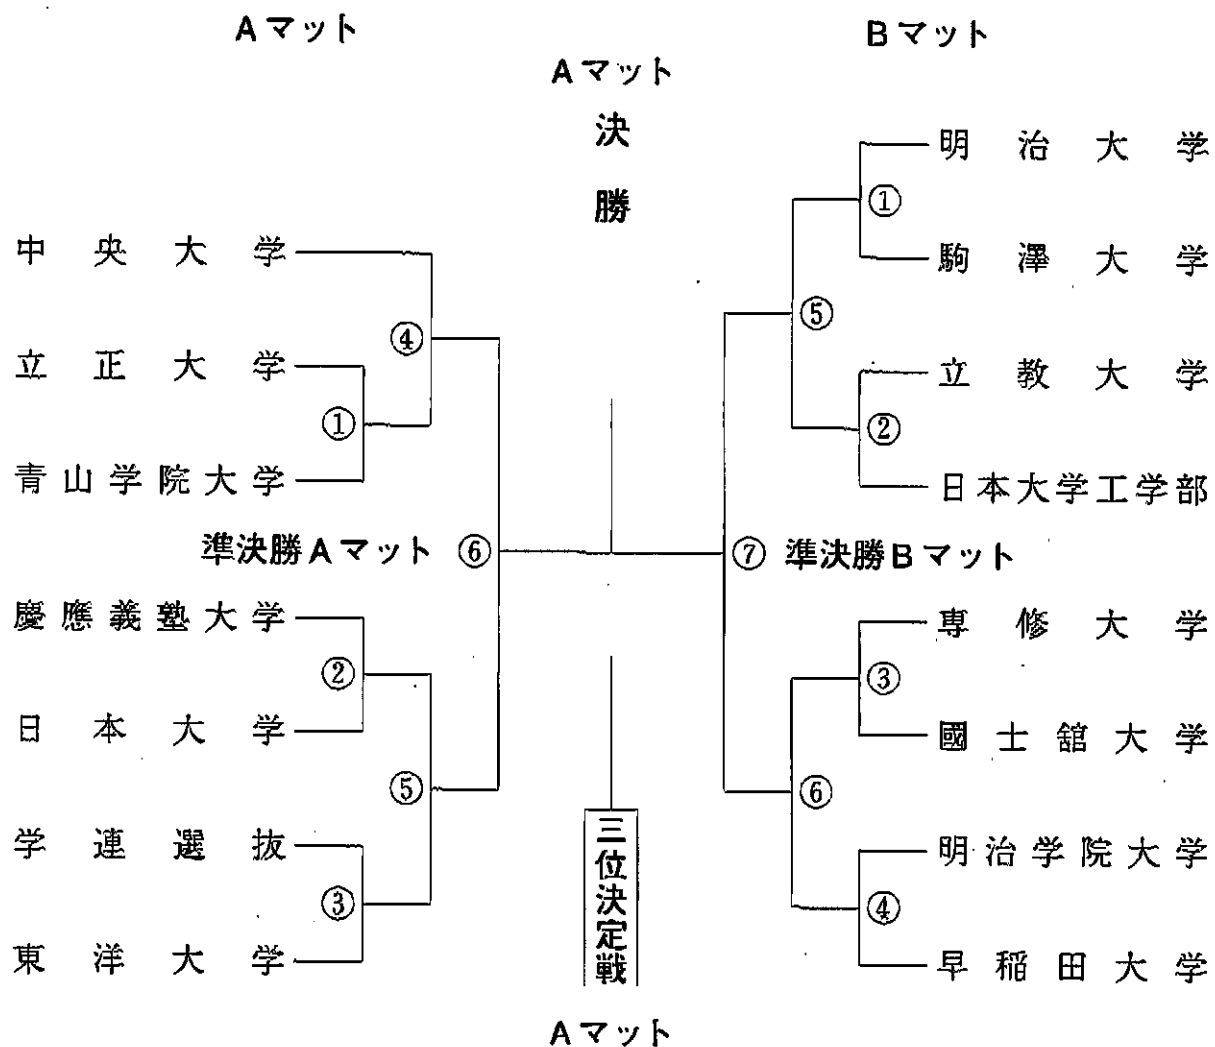 Aマット
Bマット
Aマット
決
勝
中央大学
④
立正大学
①
青山学院大学
準決勝Aマット ⑥
慶應義塾大学
②
日本大学
⑤
学連選抜
③
東洋大学
明治大学
①
駒澤大学
⑤
立教大学
②
日本大学工学部
⑦ 準決勝Bマット
専修大学
③
國士舘大学
⑥
明治学院大学
④
早稲田大学
三位決定戦
Aマット